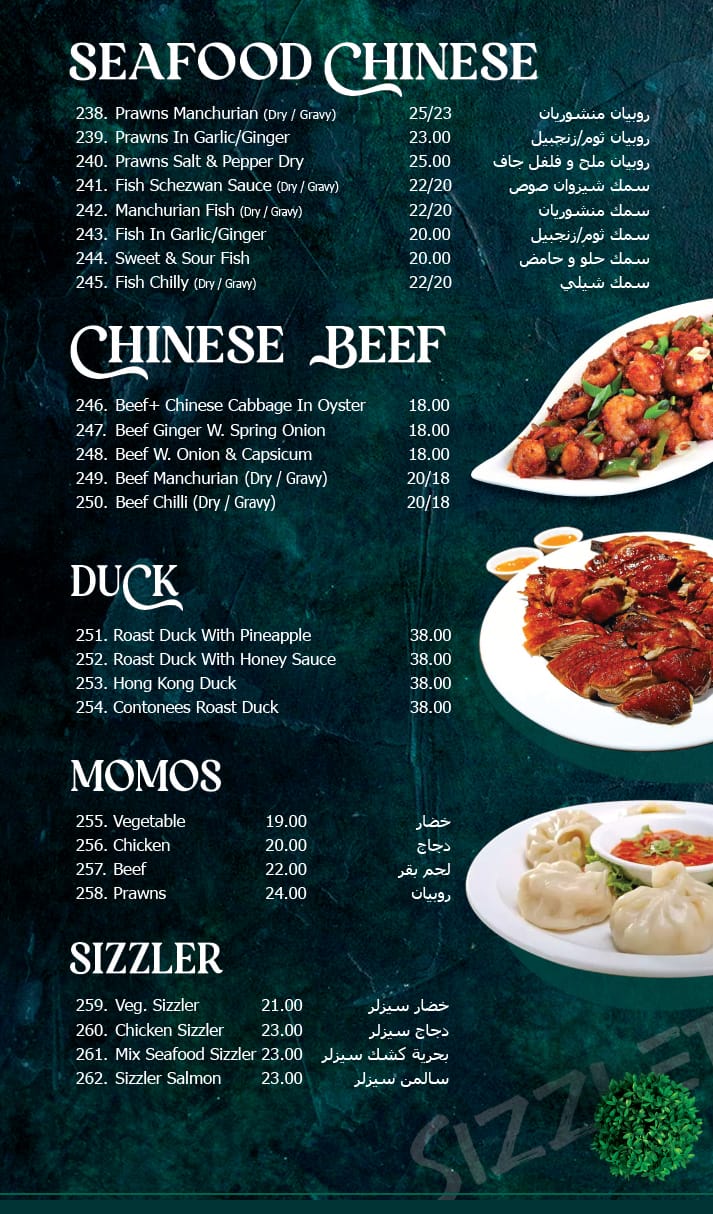 SEAFOOD CHINESE
238. Prawns Manchurian (Dry / Gravy) 25/23 روبيان منشوريان
239. Prawns In Garlic/Ginger 23.00 روبيان ثوم/زنجبيل
240. Prawns Salt & Pepper Dry 25.00 روبيان ملح و فلفل جاف
241. Fish Schezwan Sauce (Dry / Gravy) 22/20 سمك شيزوان صوص
242. Manchurian Fish (Dry / Gravy) 22/20 سمك منشوريان
243. Fish In Garlic/Ginger 20.00 سمك ثوم/زنجبيل
244. Sweet & Sour Fish 20.00 سمك حلو و حامض
245. Fish Chilly (Dry / Gravy) 22/20 سمك شيلي
CHINESE BEEF
246. Beef+ Chinese Cabbage In Oyster 18.00
247. Beef Ginger W. Spring Onion 18.00
248. Beef W. Onion & Capsicum 18.00
249. Beef Manchurian (Dry / Gravy) 20/18
250. Beef Chilli (Dry / Gravy) 20/18
DUCK
251. Roast Duck With Pineapple 38.00
252. Roast Duck With Honey Sauce 38.00
253. Hong Kong Duck 38.00
254. Contonees Roast Duck 38.00
MOMOS
255. Vegetable 19.00 خضار
256. Chicken 20.00 دجاج
257. Beef 22.00 لحم بقر
258. Prawns 24.00 روبيان
SIZZLER
259. Veg. Sizzler 21.00 خضار سيزلر
260. Chicken Sizzler 23.00 دجاج سيزلر
261. Mix Seafood Sizzler 23.00 بحرية كشك سيزلر
262. Sizzler Salmon 23.00 سالمن سيزلر
SIZZLE